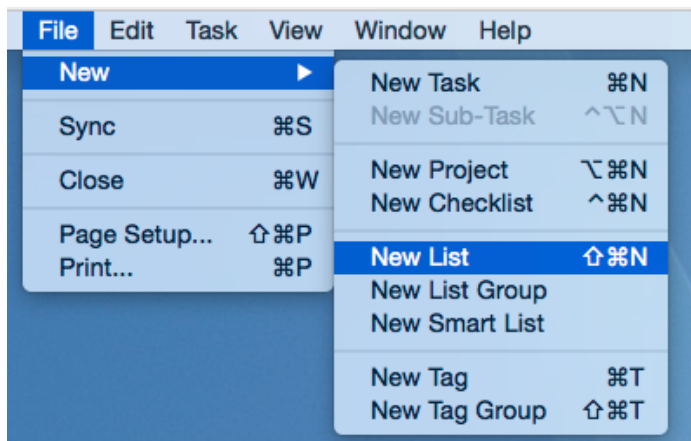 File Edit Task View Window Help
New ▶
Sync ⌘S
Close ⌘W
Page Setup... ⇧⌘P
Print... ⌘P
New Task ⌘N
New Sub-Task ^⌥N
New Project ⌥⌘N
New Checklist ^⌘N
New List ⇧⌘N
New List Group
New Smart List
New Tag ⌘T
New Tag Group ⇧⌘T